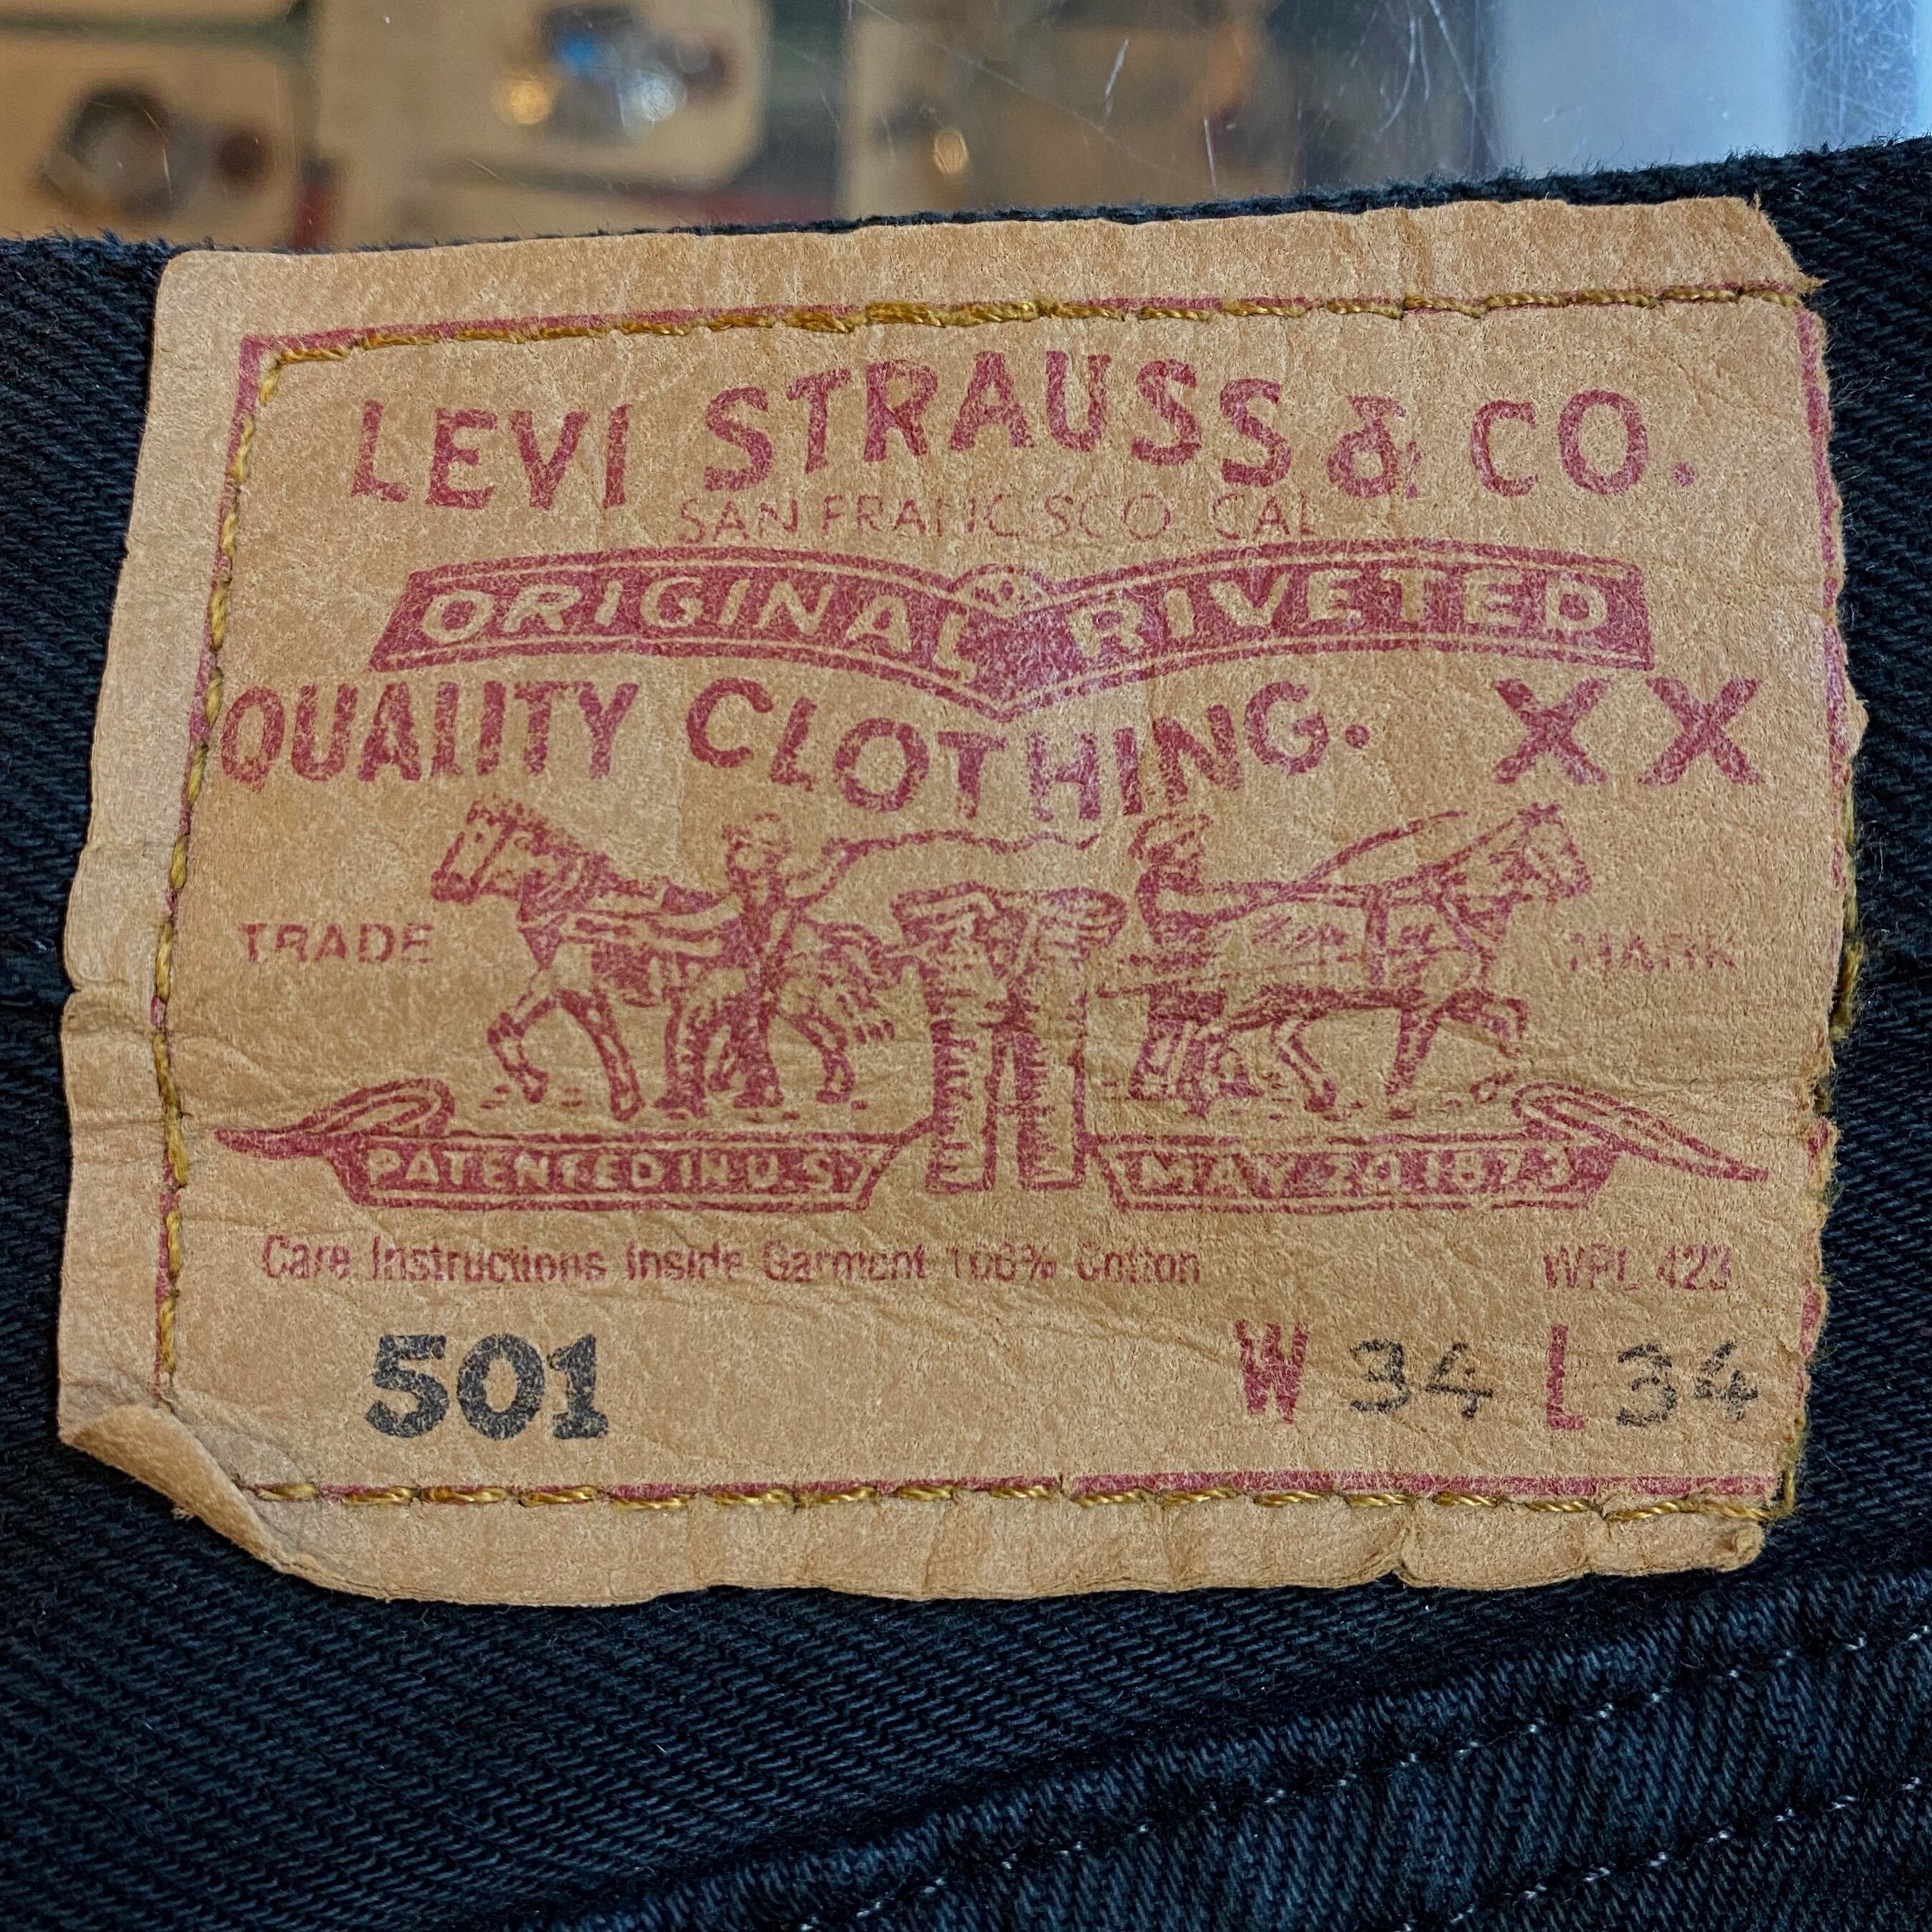 LEVI STRAUSS & CO.
SAN FRANCISCO, CAL
ORIGINAL RIVETED
QUALITY CLOTHING. XX
TRADE MARK
PATENTED IN U.S. MAY 20 1873
Care Instructions Inside Garment 100% Cotton WPL 423
501 W 34 L 34